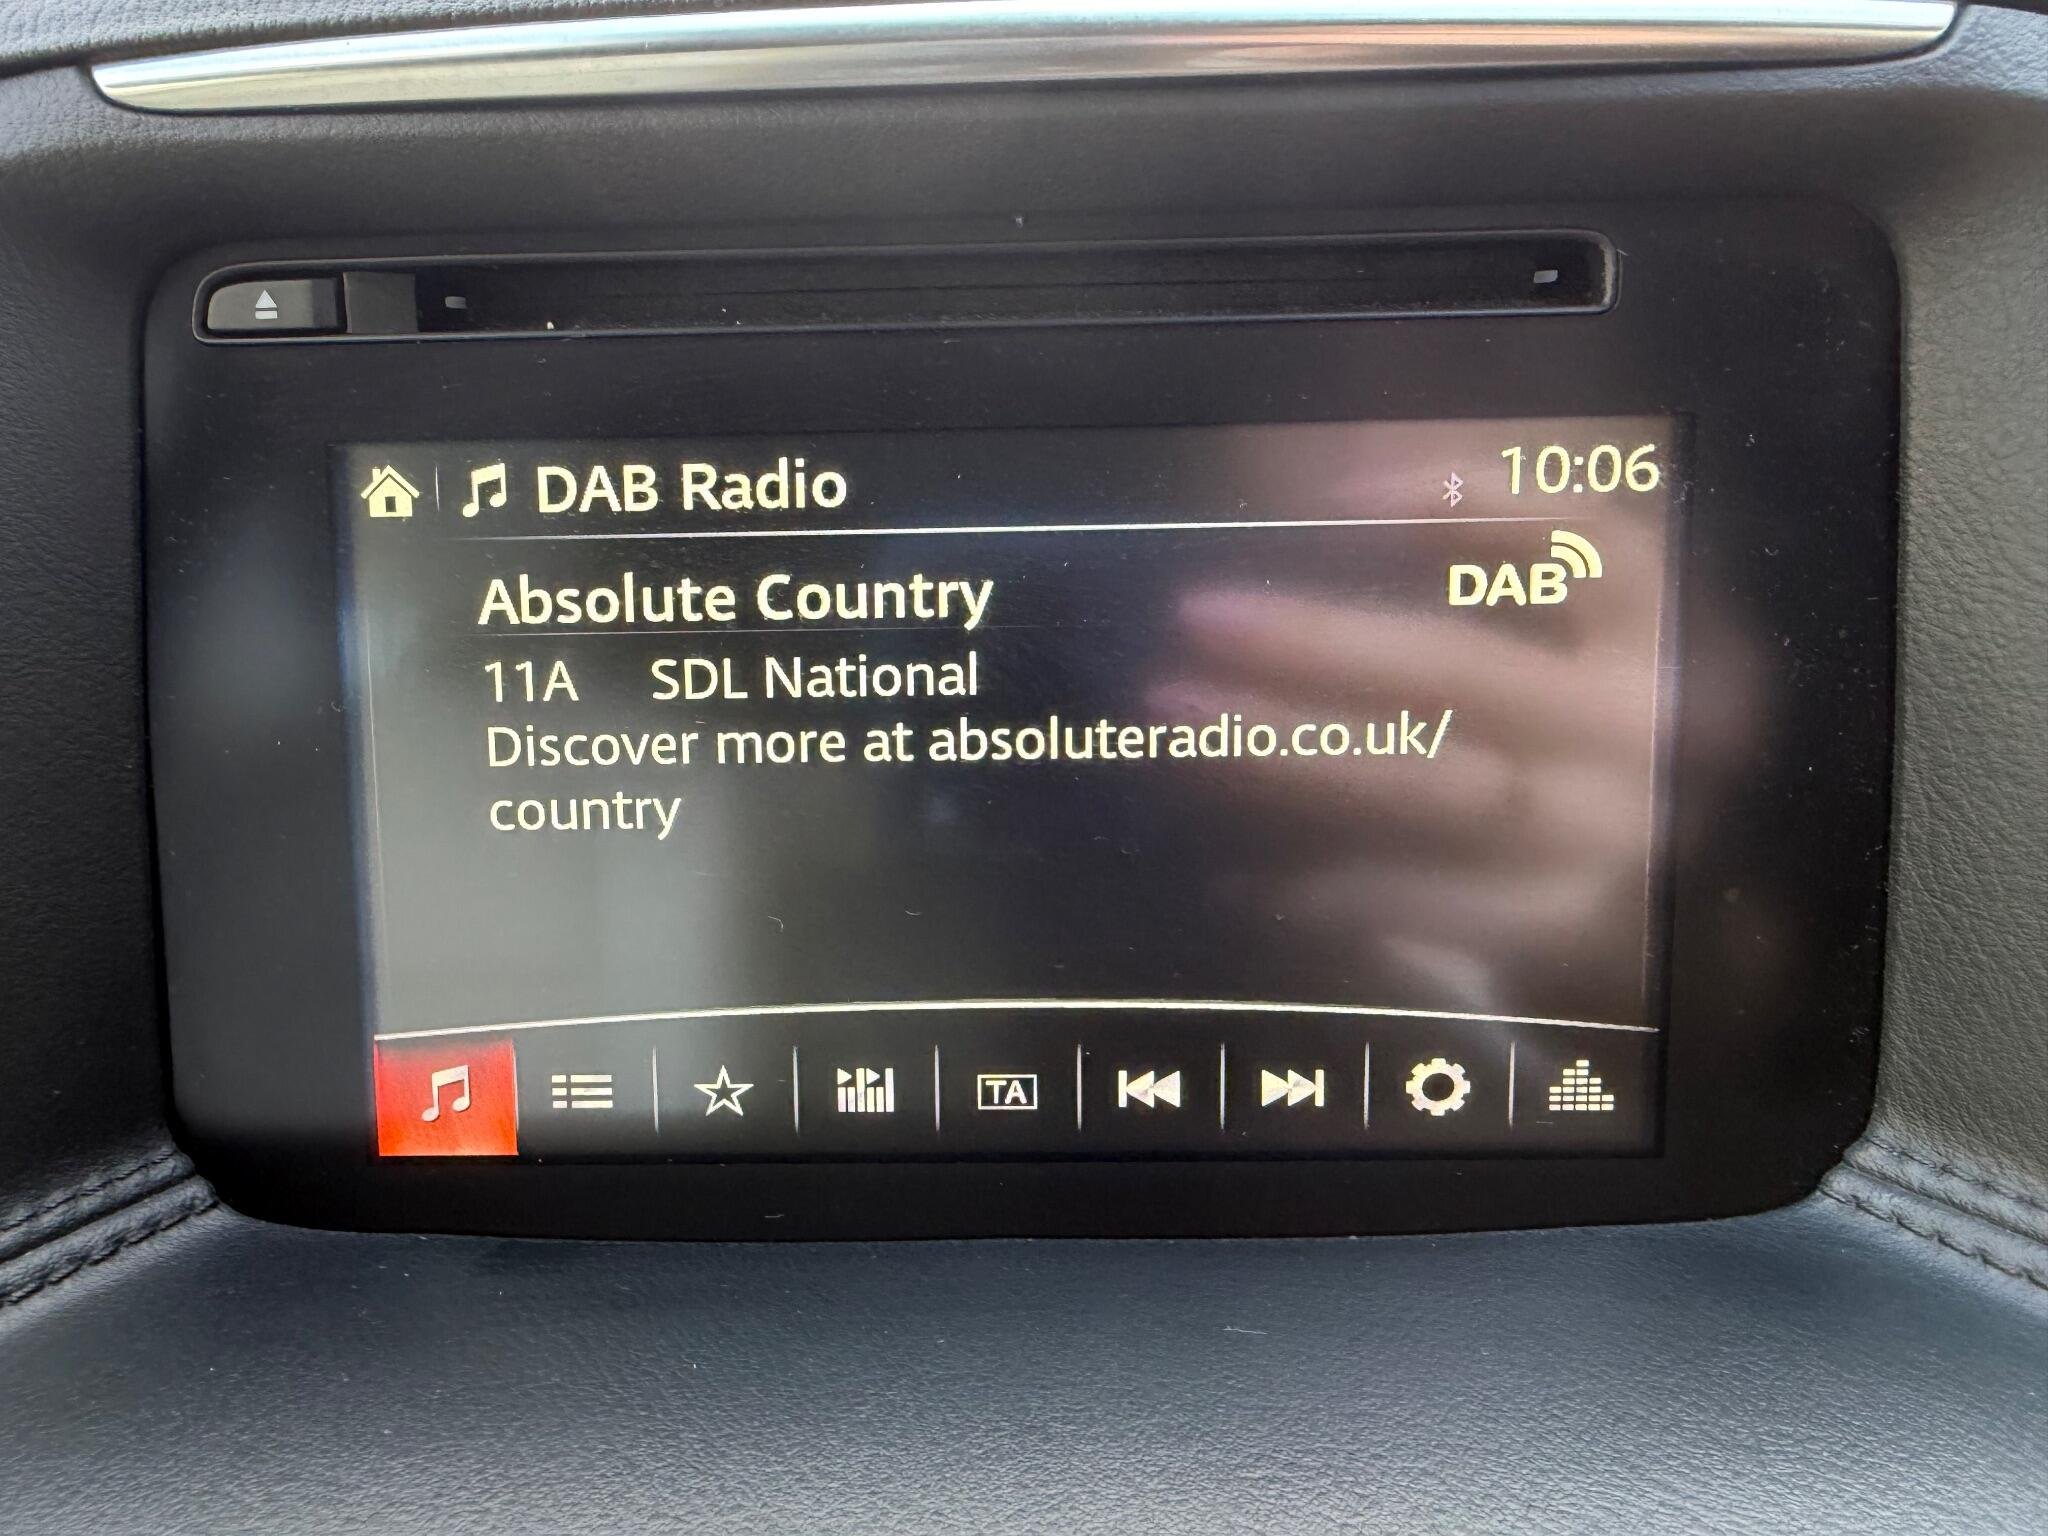 DAB Radio 10:06
Absolute Country DAB
11A SDL National
Discover more at absoluteradio.co.uk/
country
TA